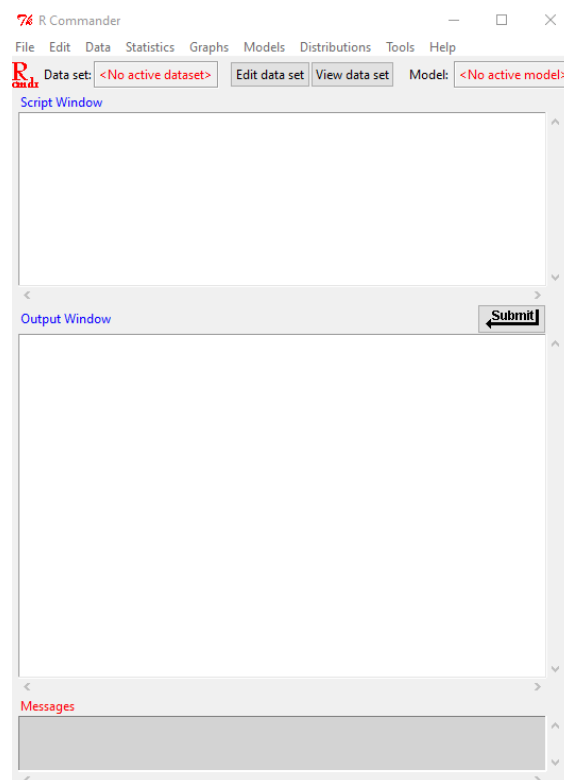 R Commander
File Edit Data Statistics Graphs Models Distributions Tools Help
R cmdr Data set: <No active dataset> Edit data set View data set Model: <No active model>
Script Window
Output Window Submit
Messages